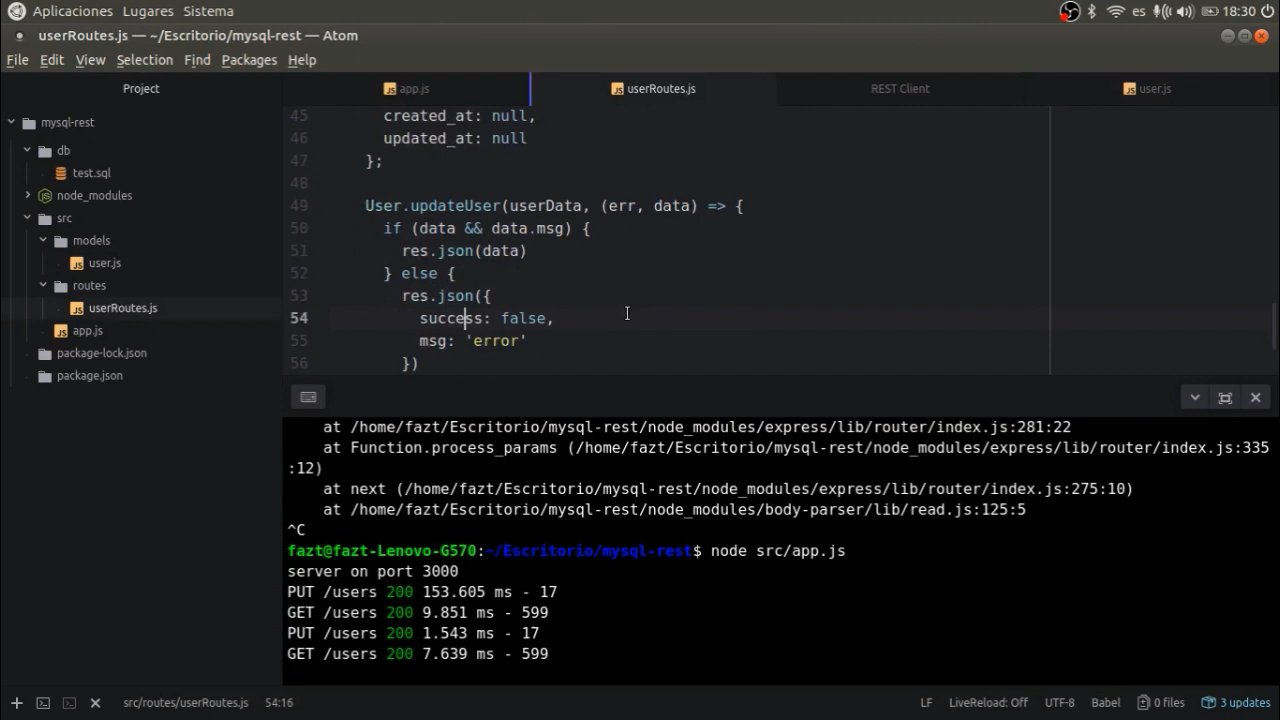 Aplicaciones Lugares Sistema es 18:30
userRoutes.js — ~/Escritorio/mysql-rest — Atom
File Edit View Selection Find Packages Help
Project app.js userRoutes.js REST Client user.js
mysql-rest
db
test.sql
node_modules
src
models
user.js
routes
userRoutes.js
app.js
package-lock.json
package.json
45 created_at: null,
46 updated_at: null
47 };
48
49 User.updateUser(userData, (err, data) => {
50 if (data && data.msg) {
51 res.json(data)
52 } else {
53 res.json({
54 success: false,
55 msg: 'error'
56 })
at /home/fazt/Escritorio/mysql-rest/node_modules/express/lib/router/index.js:281:22
at Function.process_params (/home/fazt/Escritorio/mysql-rest/node_modules/express/lib/router/index.js:335
:12)
at next (/home/fazt/Escritorio/mysql-rest/node_modules/express/lib/router/index.js:275:10)
at /home/fazt/Escritorio/mysql-rest/node_modules/body-parser/lib/read.js:125:5
^C
fazt@fazt-Lenovo-G570:~/Escritorio/mysql-rest$ node src/app.js
server on port 3000
PUT /users 200 153.605 ms - 17
GET /users 200 9.851 ms - 599
PUT /users 200 1.543 ms - 17
GET /users 200 7.639 ms - 599
src/routes/userRoutes.js 54:16 LF LiveReload: Off UTF-8 Babel 0 files 3 updates